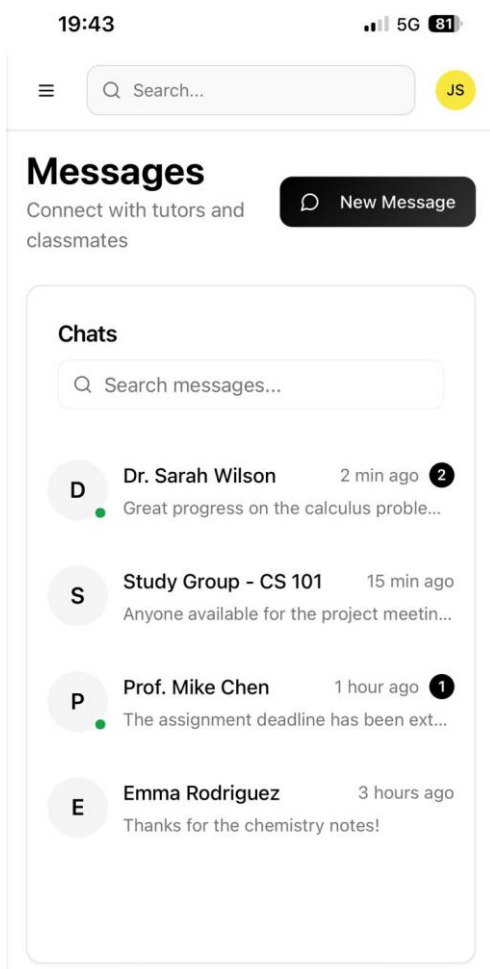 19:43
5G 81
Search...
JS
Messages
Connect with tutors and
classmates
New Message
Chats
Search messages...
D
Dr. Sarah Wilson 2 min ago 2
Great progress on the calculus proble...
S
Study Group - CS 101 15 min ago
Anyone available for the project meetin...
P
Prof. Mike Chen 1 hour ago 1
The assignment deadline has been ext...
E
Emma Rodriguez 3 hours ago
Thanks for the chemistry notes!